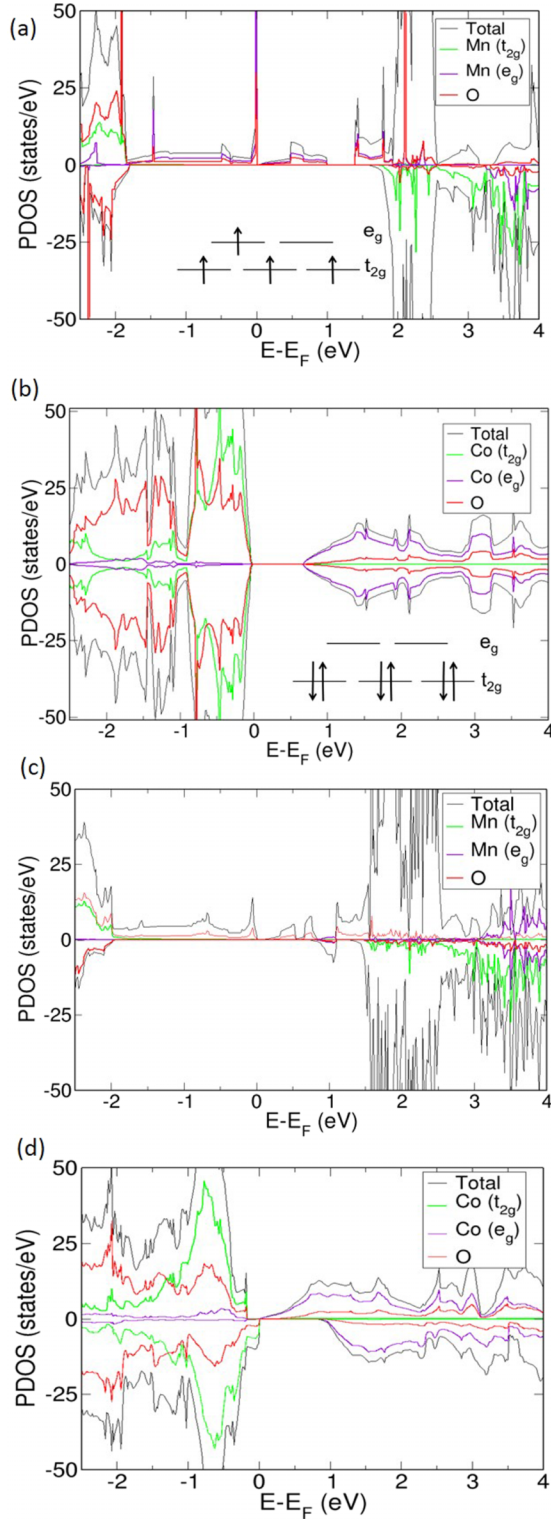 (a)
50
25
0
-25
-50
PDOS (states/eV)
Total
Mn (t2g)
Mn (eg)
O
eg
t2g
-2 -1 0 1 2 3 4
E-EF (eV)
(b)
50
25
0
-25
-50
PDOS (states/eV)
Total
Co (t2g)
Co (eg)
O
eg
t2g
-2 -1 0 1 2 3 4
E-EF (eV)
(c)
50
25
0
-25
-50
PDOS (states/eV)
Total
Mn (t2g)
Mn (eg)
O
-2 -1 0 1 2 3 4
E-EF (eV)
(d)
50
25
0
-25
-50
PDOS (states/eV)
Total
Co (t2g)
Co (eg)
O
-2 -1 0 1 2 3 4
E-EF (eV)